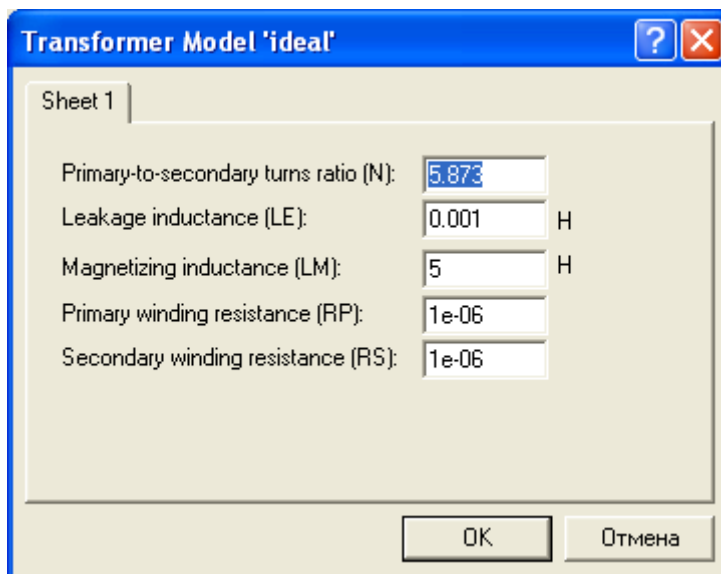 Transformer Model 'ideal'
Sheet 1
Primary-to-secondary turns ratio (N): 5.873
Leakage inductance (LE): 0.001 H
Magnetizing inductance (LM): 5 H
Primary winding resistance (RP): 1e-06
Secondary winding resistance (RS): 1e-06
OK Отмена